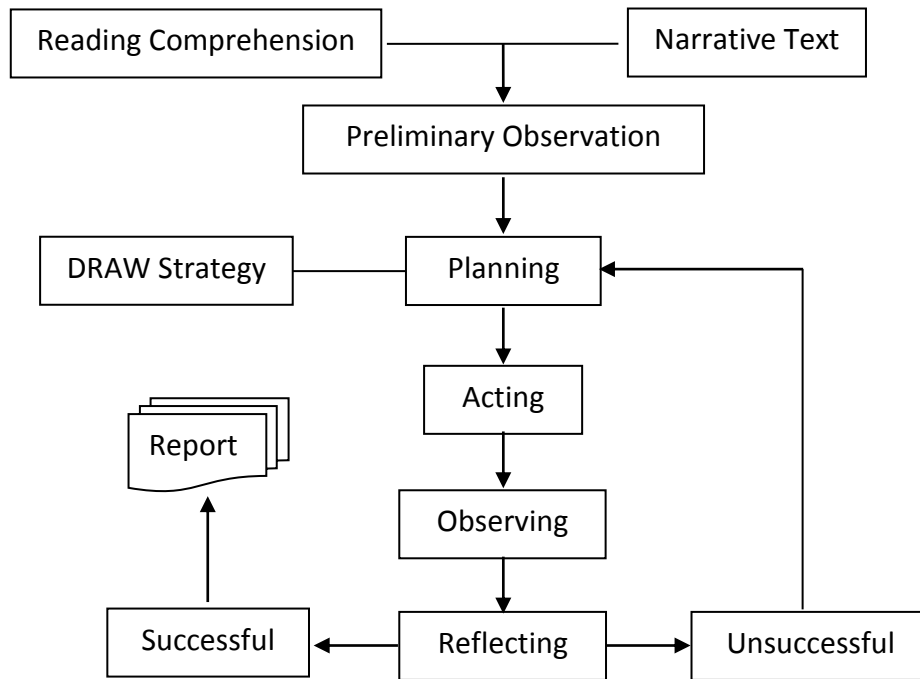 Reading Comprehension
Narrative Text
Preliminary Observation
DRAW Strategy
Planning
Acting
Report
Observing
Successful
Reflecting
Unsuccessful